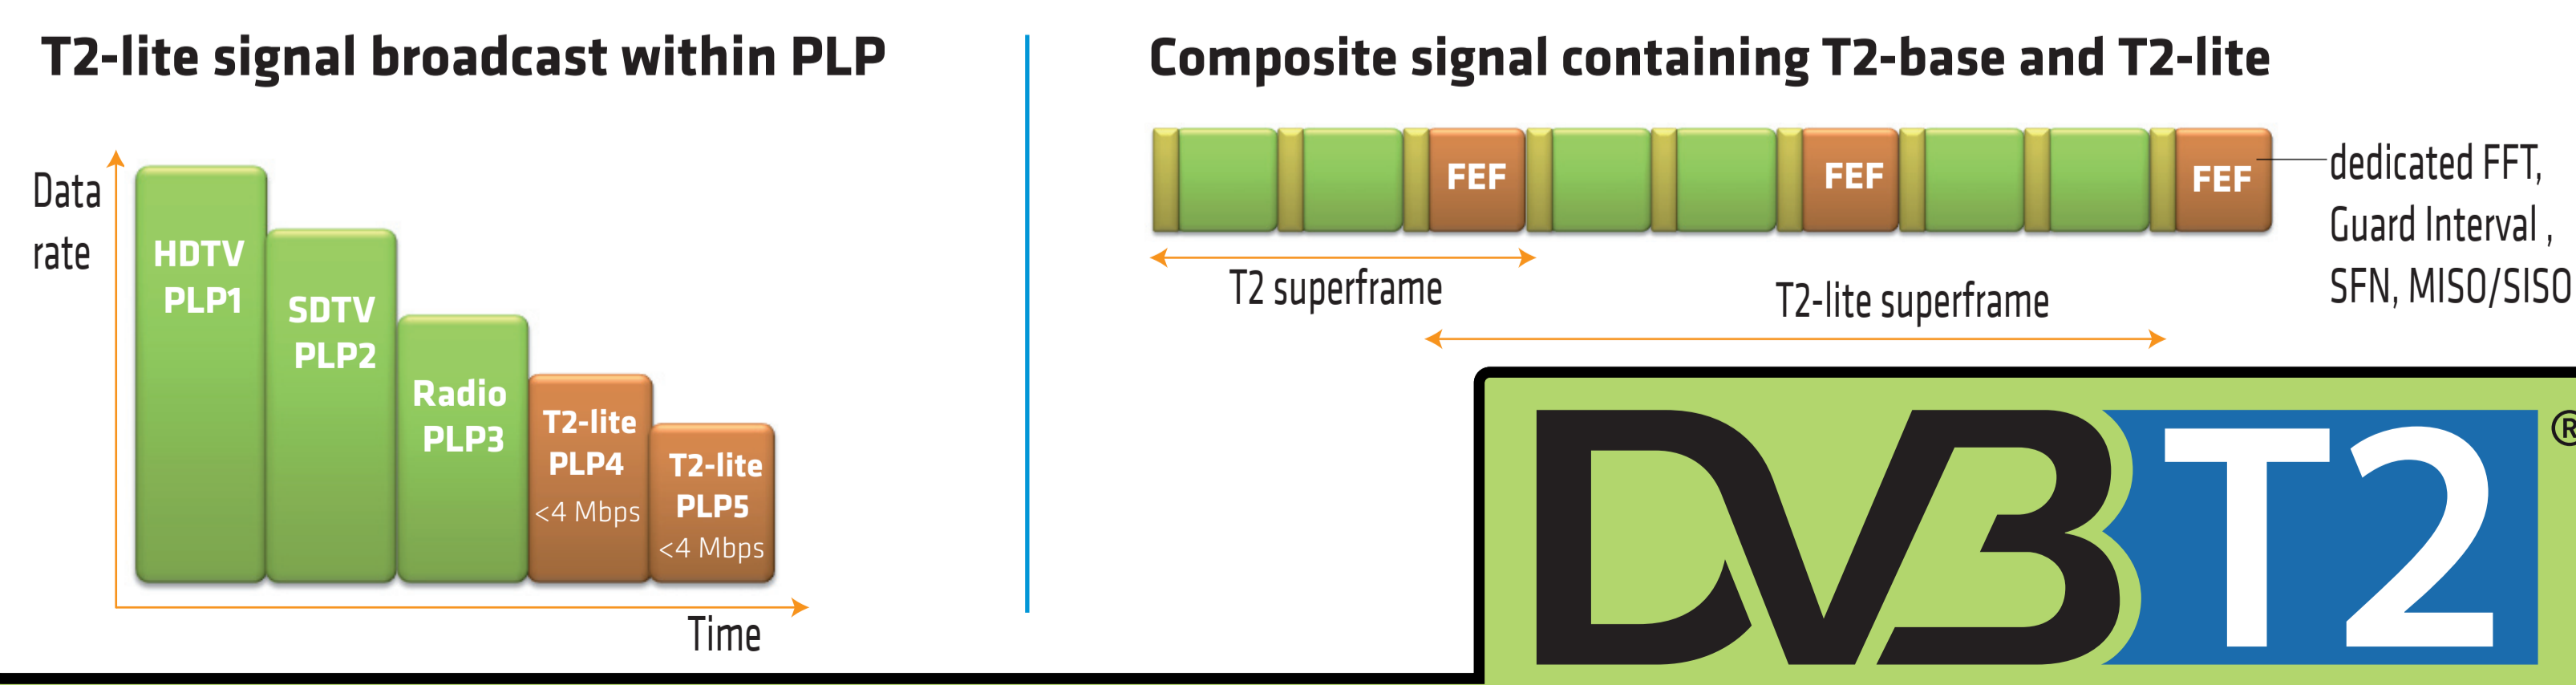 T2-lite signal broadcast within PLP
Data
rate
HDTV
PLP1
SDTV
PLP2
Radio
PLP3
T2-lite
PLP4
<4 Mbps
T2-lite
PLP5
<4 Mbps
Time
Composite signal containing T2-base and T2-lite
FEF
FEF
FEF
dedicated FFT,
Guard Interval ,
SFN, MISO/SISO
T2 superframe
T2-lite superframe
DVB T2 ®